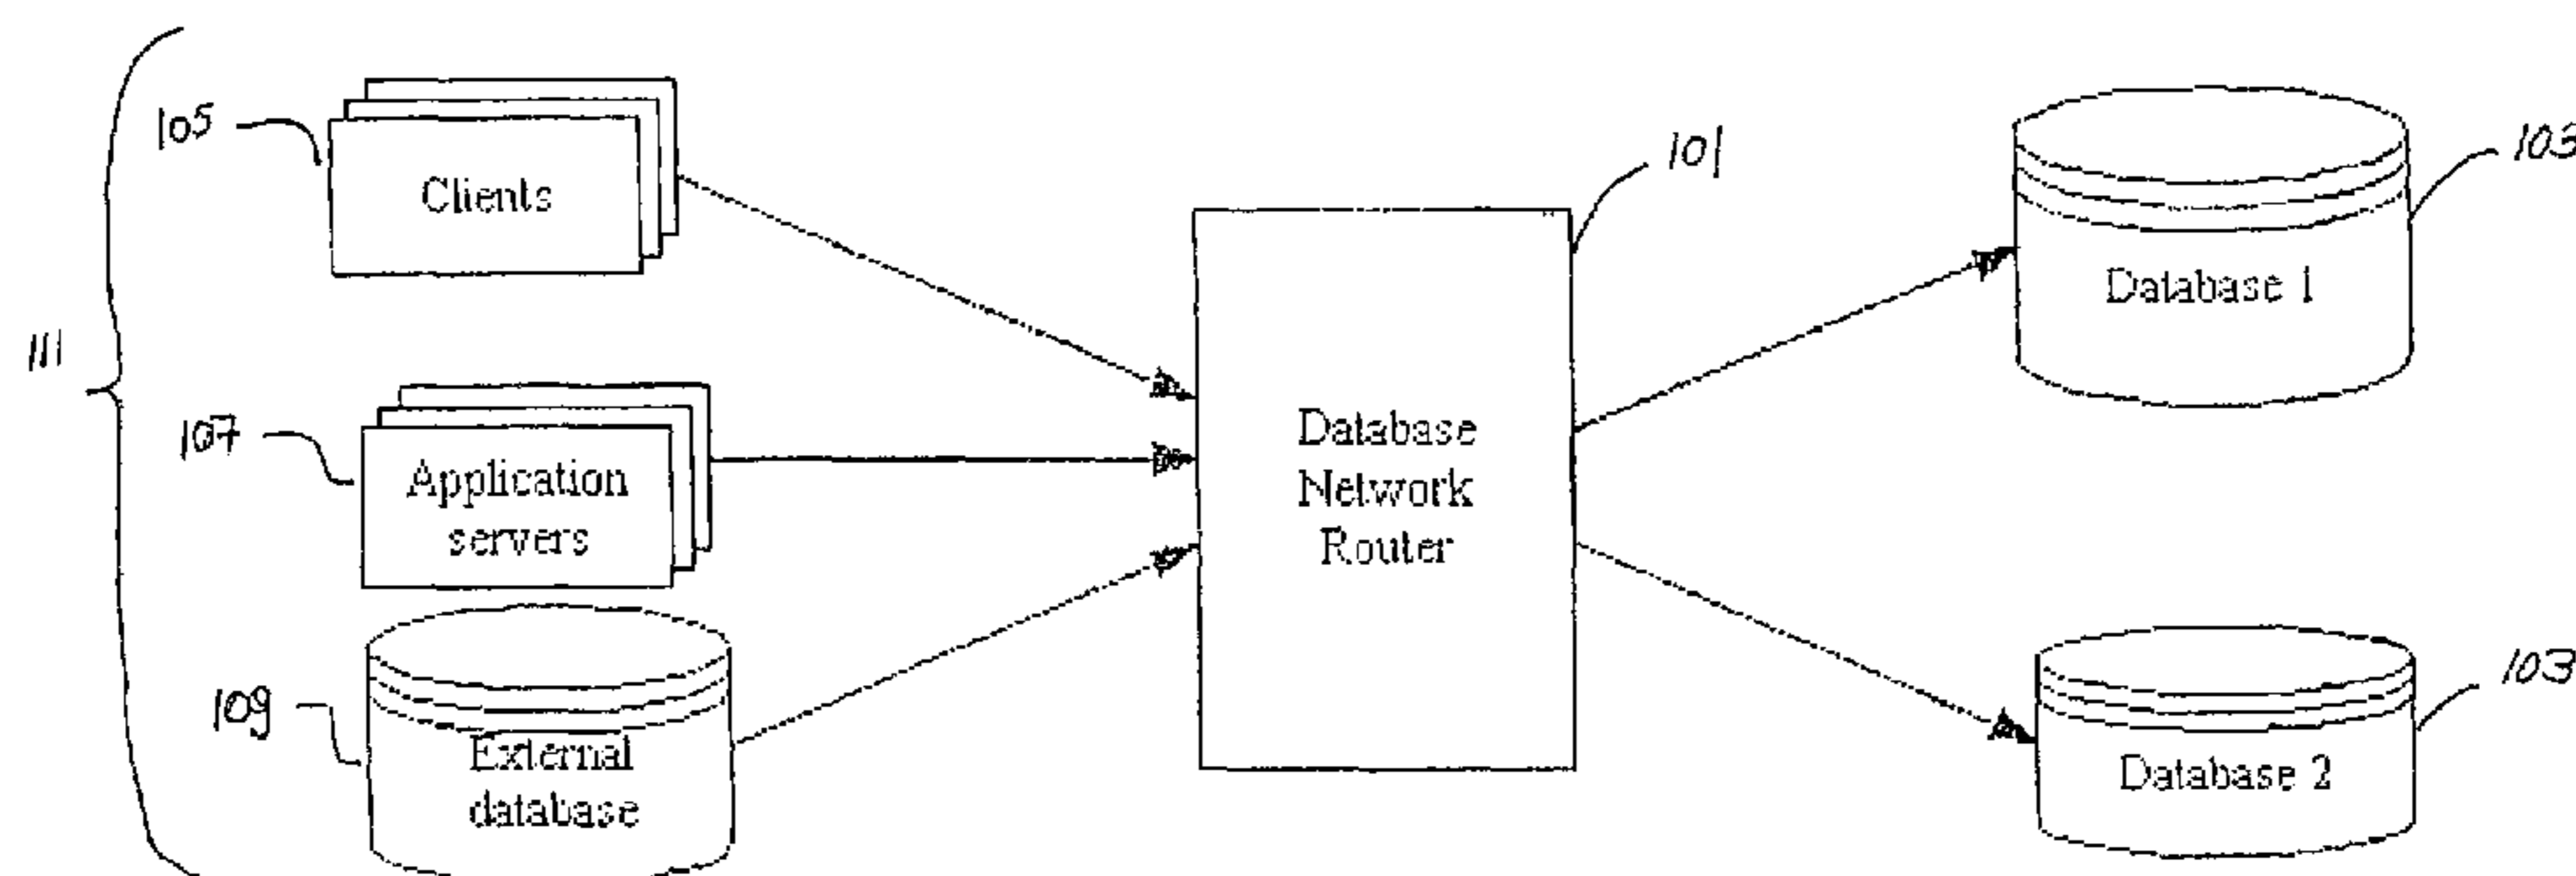 105
Clients
101
103
Database 1
111
107
Application
servers
Database
Network
Router
109
External
database
103
Database 2